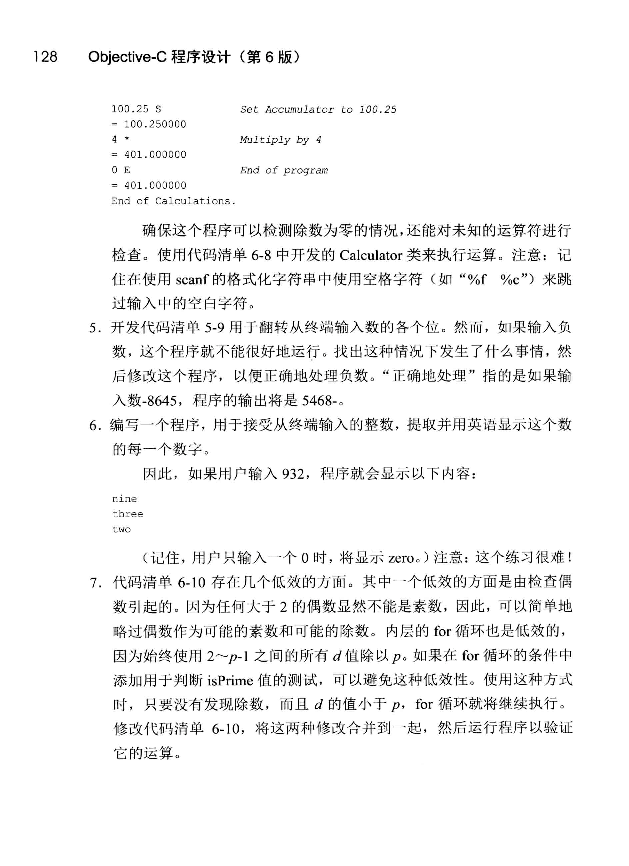 128 Objective-C 程序设计（第 6 版）
100.25 S Set Accumulator to 100.25
= 100.250000
4 * Multiply by 4
= 401.000000
0 E End of program
= 401.000000
End of Calculations.
确保这个程序可以检测除数为零的情况，还能对未知的运算符进行
检查。使用代码清单 6-8 中开发的 Calculator 类来执行运算。注意：记
住在使用 scanf 的格式化字符串中使用空格字符（如“%f %c”）来跳
过输入中的空白字符。
5. 开发代码清单 5-9 用于翻转从终端输入数的各个位。然而，如果输入负
数，这个程序就不能很好地运行。找出这种情况下发生了什么事情，然
后修改这个程序，以便正确地处理负数。“正确地处理”指的是如果输
入数-8645，程序的输出将是 5468-。
6. 编写一个程序，用于接受从终端输入的整数，提取并用英语显示这个数
的每一个数字。
因此，如果用户输入 932，程序就会显示以下内容：
nine
three
two
（记住，用户只输入一个 0 时，将显示 zero。）注意：这个练习很难！
7. 代码清单 6-10 存在几个低效的方面。其中一个低效的方面是由检查偶
数引起的。因为任何大于 2 的偶数显然不能是素数，因此，可以简单地
略过偶数作为可能的素数和可能的除数。内层的 for 循环也是低效的，
因为始终使用 2～p-1 之间的所有 d 值除以 p。如果在 for 循环的条件中
添加用于判断 isPrime 值的测试，可以避免这种低效性。使用这种方式
时，只要没有发现除数，而且 d 的值小于 p，for 循环就将继续执行。
修改代码清单 6-10，将这两种修改合并到一起，然后运行程序以验证
它的运算。